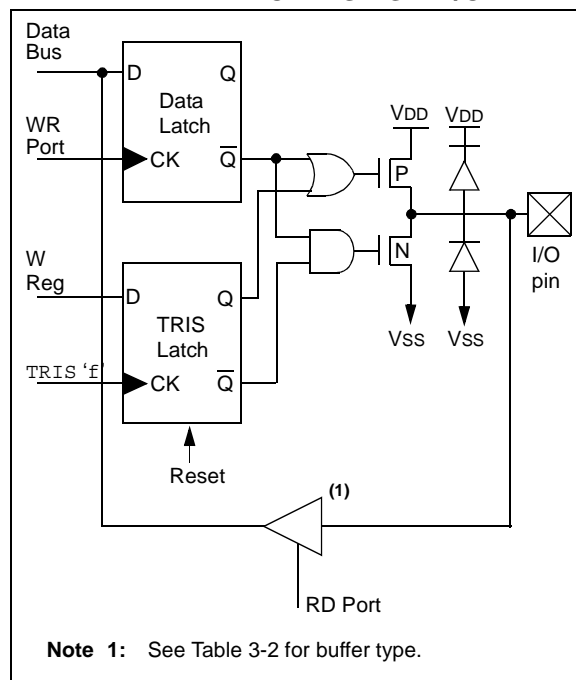 Data
Bus
D
Q
Data
Latch
WR
Port
CK
Q̅
VDD
VDD
P
N
I/O
pin
W
Reg
D
Q
TRIS
Latch
VSS
VSS
TRIS ‘f’
CK
Q̅
Reset
(1)
RD Port
Note 1: See Table 3-2 for buffer type.